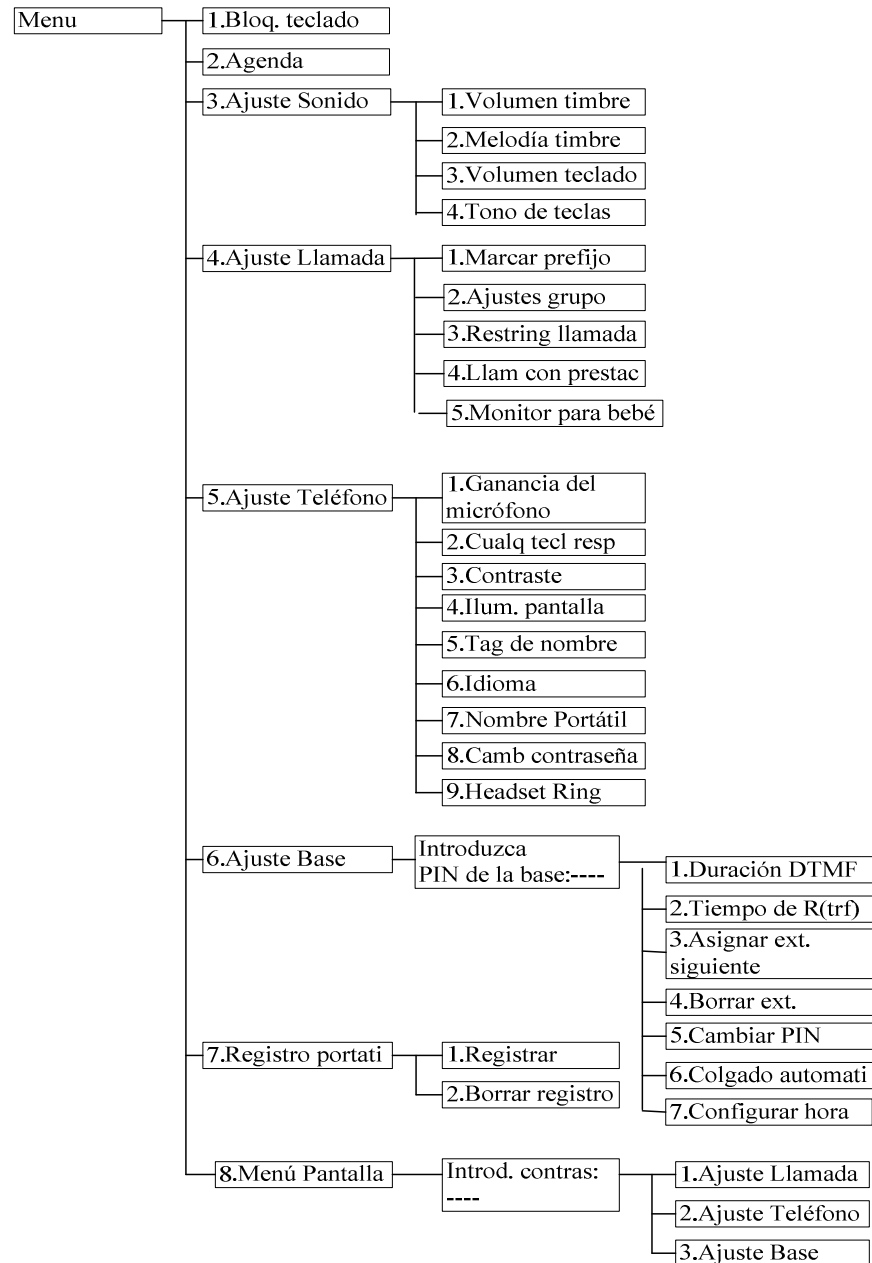 Menu
1.Bloq. teclado
2.Agenda
3.Ajuste Sonido
1.Volumen timbre
2.Melodía timbre
3.Volumen teclado
4.Tono de teclas
4.Ajuste Llamada
1.Marcar prefijo
2.Ajustes grupo
3.Restring llamada
4.Llam con prestac
5.Monitor para bebé
5.Ajuste Teléfono
1.Ganancia del
micrófono
2.Cualq tecl resp
3.Contraste
4.Ilum. pantalla
5.Tag de nombre
6.Idioma
7.Nombre Portátil
8.Camb contraseña
9.Headset Ring
6.Ajuste Base
Introduzca
PIN de la base:----
1.Duración DTMF
2.Tiempo de R(trf)
3.Asignar ext.
siguiente
4.Borrar ext.
5.Cambiar PIN
6.Colgado automati
7.Configurar hora
7.Registro portati
1.Registrar
2.Borrar registro
8.Menú Pantalla
Introd. contras:
----
1.Ajuste Llamada
2.Ajuste Teléfono
3.Ajuste Base